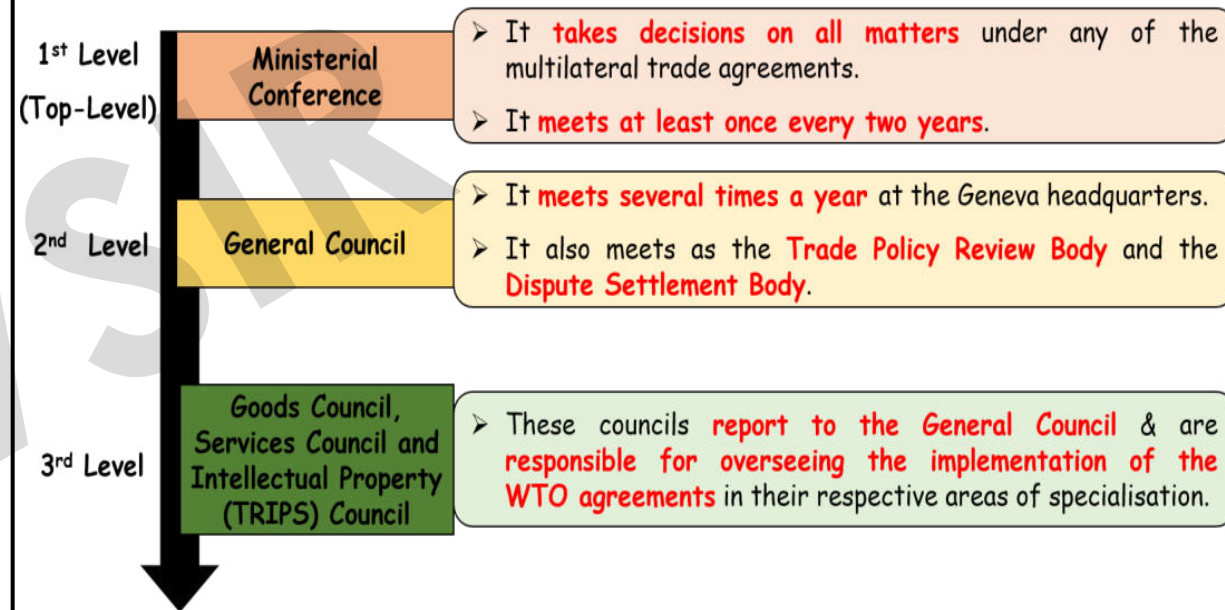 1st Level
(Top-Level)
Ministerial
Conference
➢ It takes decisions on all matters under any of the
multilateral trade agreements.
➢ It meets at least once every two years.
2nd Level
General Council
➢ It meets several times a year at the Geneva headquarters.
➢ It also meets as the Trade Policy Review Body and the
Dispute Settlement Body.
3rd Level
Goods Council,
Services Council and
Intellectual Property
(TRIPS) Council
➢ These councils report to the General Council & are
responsible for overseeing the implementation of the
WTO agreements in their respective areas of specialisation.
SIR